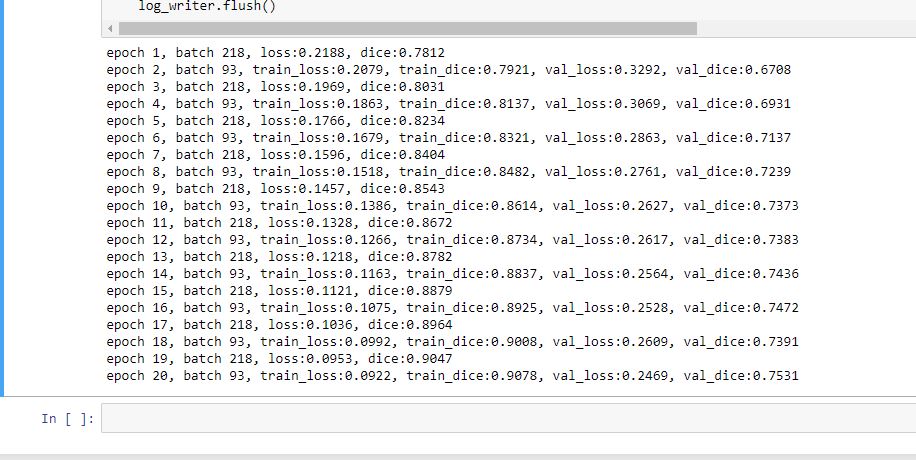 log_writer.flush()
epoch 1, batch 218, loss:0.2188, dice:0.7812
epoch 2, batch 93, train_loss:0.2079, train_dice:0.7921, val_loss:0.3292, val_dice:0.6708
epoch 3, batch 218, loss:0.1969, dice:0.8031
epoch 4, batch 93, train_loss:0.1863, train_dice:0.8137, val_loss:0.3069, val_dice:0.6931
epoch 5, batch 218, loss:0.1766, dice:0.8234
epoch 6, batch 93, train_loss:0.1679, train_dice:0.8321, val_loss:0.2863, val_dice:0.7137
epoch 7, batch 218, loss:0.1596, dice:0.8404
epoch 8, batch 93, train_loss:0.1518, train_dice:0.8482, val_loss:0.2761, val_dice:0.7239
epoch 9, batch 218, loss:0.1457, dice:0.8543
epoch 10, batch 93, train_loss:0.1386, train_dice:0.8614, val_loss:0.2627, val_dice:0.7373
epoch 11, batch 218, loss:0.1328, dice:0.8672
epoch 12, batch 93, train_loss:0.1266, train_dice:0.8734, val_loss:0.2617, val_dice:0.7383
epoch 13, batch 218, loss:0.1218, dice:0.8782
epoch 14, batch 93, train_loss:0.1163, train_dice:0.8837, val_loss:0.2564, val_dice:0.7436
epoch 15, batch 218, loss:0.1121, dice:0.8879
epoch 16, batch 93, train_loss:0.1075, train_dice:0.8925, val_loss:0.2528, val_dice:0.7472
epoch 17, batch 218, loss:0.1036, dice:0.8964
epoch 18, batch 93, train_loss:0.0992, train_dice:0.9008, val_loss:0.2609, val_dice:0.7391
epoch 19, batch 218, loss:0.0953, dice:0.9047
epoch 20, batch 93, train_loss:0.0922, train_dice:0.9078, val_loss:0.2469, val_dice:0.7531
In [ ]: